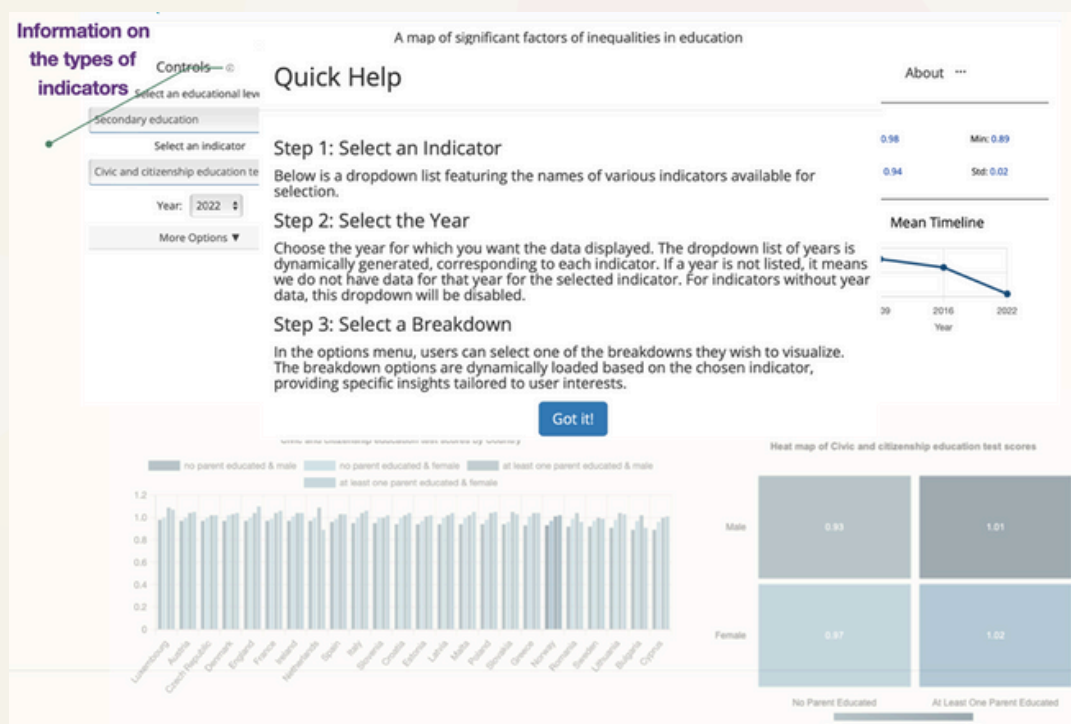 Information on
the types of
indicators
A map of significant factors of inequalities in education
Controls
Select an educational leve
Secondary education
Select an indicator
Civic and citizenship education te
Year: 2022
More Options ▼
Quick Help
Step 1: Select an Indicator
Below is a dropdown list featuring the names of various indicators available for
selection.
Step 2: Select the Year
Choose the year for which you want the data displayed. The dropdown list of years is
dynamically generated, corresponding to each indicator. If a year is not listed, it means
we do not have data for that year for the selected indicator. For indicators without year
data, this dropdown will be disabled.
Step 3: Select a Breakdown
In the options menu, users can select one of the breakdowns they wish to visualize.
The breakdown options are dynamically loaded based on the chosen indicator,
providing specific insights tailored to user interests.
Got it!
About ...
0.98 Min: 0.89
0.94 Std: 0.02
Mean Timeline
09 2016 2022
Year
Civic and citizenship education test scores by Country
no parent educated & male no parent educated & female at least one parent educated & male
at least one parent educated & female
1.2
1.0
0.8
0.6
0.4
0.2
0
Luxembourg Austria Czech Republic Denmark England France Ireland Netherlands Spain Italy Slovenia Croatia Estonia Latvia Malta Poland Slovakia Greece Norway Romania Sweden Lithuania Bulgaria Cyprus
Heat map of Civic and citizenship education test scores
Male 0.93 1.01
Female 0.97 1.02
No Parent Educated At Least One Parent Educated